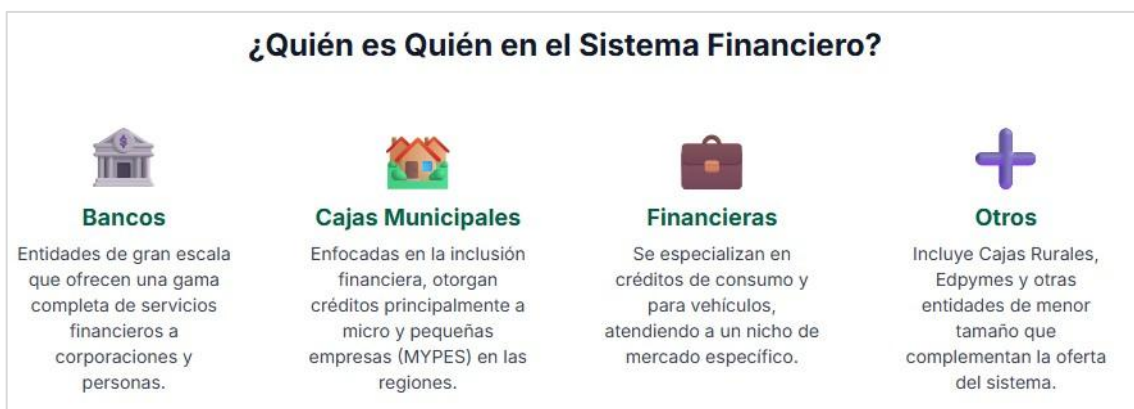 ¿Quién es Quién en el Sistema Financiero?
Bancos
Entidades de gran escala
que ofrecen una gama
completa de servicios
financieros a
corporaciones y
personas.
Cajas Municipales
Enfocadas en la inclusión
financiera, otorgan
créditos principalmente a
micro y pequeñas
empresas (MYPES) en las
regiones.
Financieras
Se especializan en
créditos de consumo y
para vehículos,
atendiendo a un nicho de
mercado específico.
Otros
Incluye Cajas Rurales,
Edpymes y otras
entidades de menor
tamaño que
complementan la oferta
del sistema.